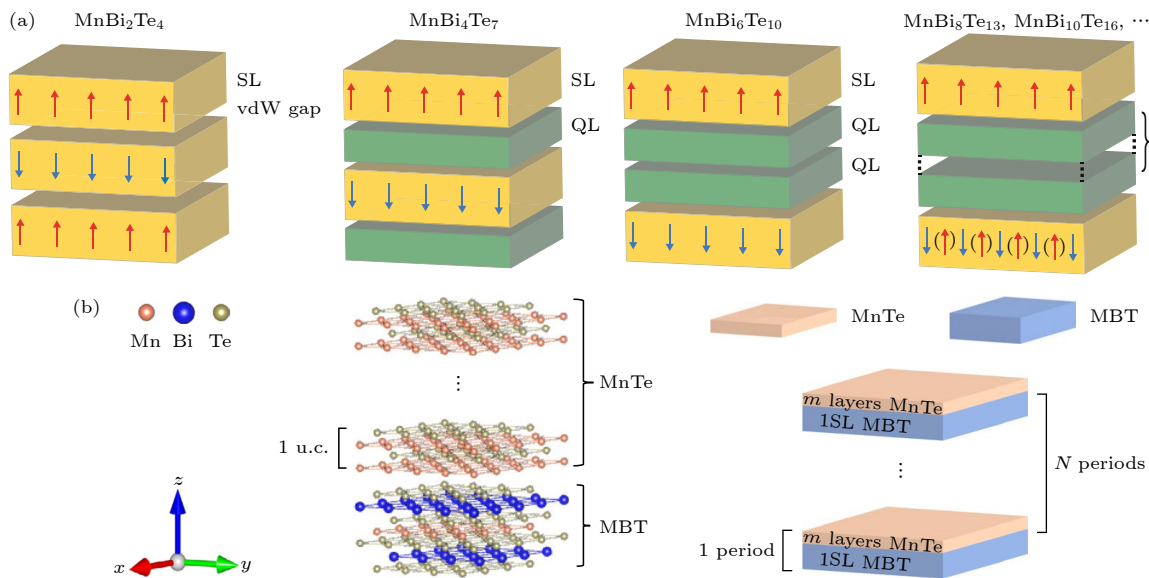 (a) MnBi₂Te₄ MnBi₄Te₇ MnBi₆Te₁₀ MnBi₈Te₁₃, MnBi₁₀Te₁₆, ⋯
SL SL SL
vdW gap
QL QL
QL
( ) ( ) ( ) ( )
(b) MnTe MBT
Mn Bi Te
MnTe
⋮
m layers MnTe
1SL MBT
1 u.c.
N periods
⋮
z
MBT
m layers MnTe
1 period
1SL MBT
x y